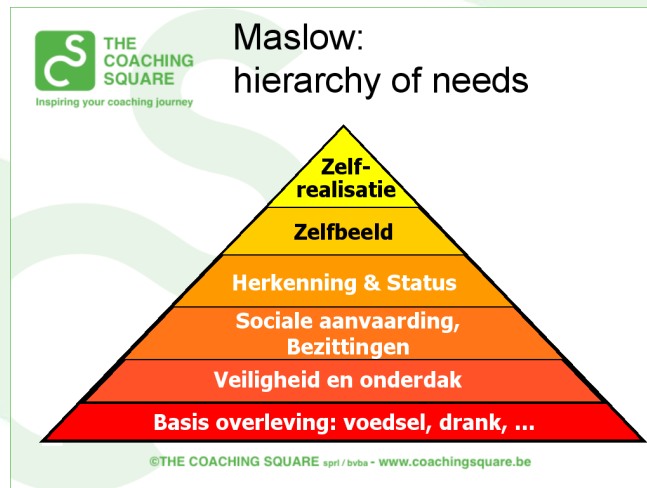 THE
COACHING
SQUARE
Inspiring your coaching journey
Maslow:
hierarchy of needs
Zelf-
realisatie
Zelfbeeld
Herkenning & Status
Sociale aanvaarding,
Bezittingen
Veiligheid en onderdak
Basis overleving: voedsel, drank, ...
©THE COACHING SQUARE sprl / bvba - www.coachingsquare.be